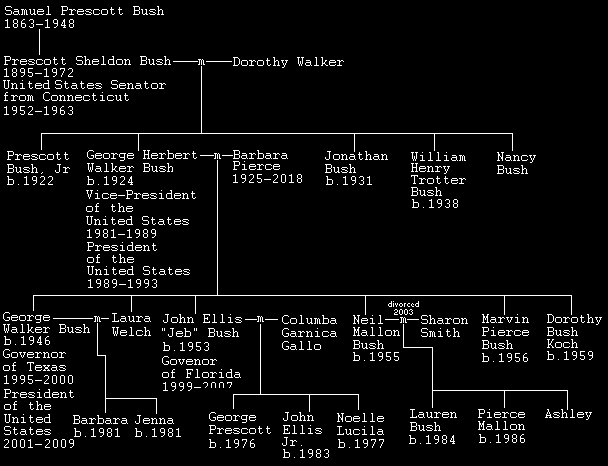 Samuel Prescott Bush
1863-1948
Prescott Sheldon Bush
m
Dorothy Walker
1895-1972
United States Senator
from Connecticut
1952-1963
Prescott
Bush, Jr
b.1922
George Herbert
Walker Bush
b.1924
Vice-President
of the
United States
1981-1989
President
of the
United States
1989-1993
m
Barbara
Pierce
1925-2018
Jonathan
Bush
b.1931
William
Henry
Trotter
Bush
b.1938
Nancy
Bush
George
Walker Bush
b.1946
Governor
of Texas
1995-2000
President
of the
United
States
2001-2009
m
Laura
Welch
John Ellis
"Jeb" Bush
b.1953
Govenor
of Florida
1999-2007
m
Columba
Garnica
Gallo
Neil
Mallon
Bush
b.1955
divorced
2003
m
Sharon
Smith
Marvin
Pierce
Bush
b.1956
Dorothy
Bush
Koch
b.1959
Barbara
b.1981
Jenna
b.1981
George
Prescott
b.1976
John
Ellis
Jr.
b.1983
Noelle
Lucila
b.1977
Lauren
Bush
b.1984
Pierce
Mallon
b.1986
Ashley